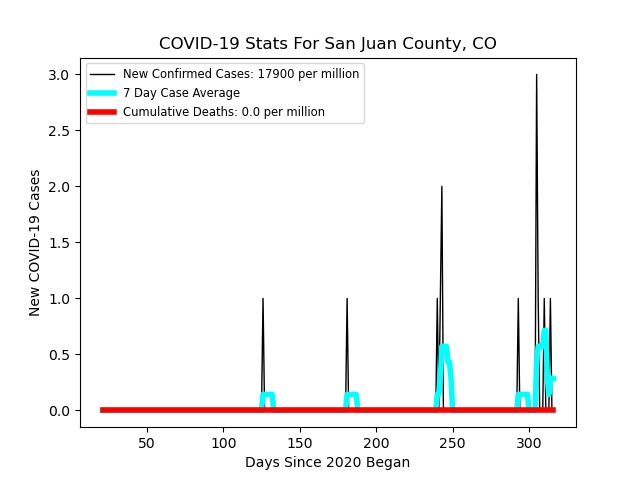 COVID-19 Stats For San Juan County, CO
New Confirmed Cases: 17900 per million
7 Day Case Average
Cumulative Deaths: 0.0 per million
New COVID-19 Cases
3.0
2.5
2.0
1.5
1.0
0.5
0.0
50 100 150 200 250 300
Days Since 2020 Began